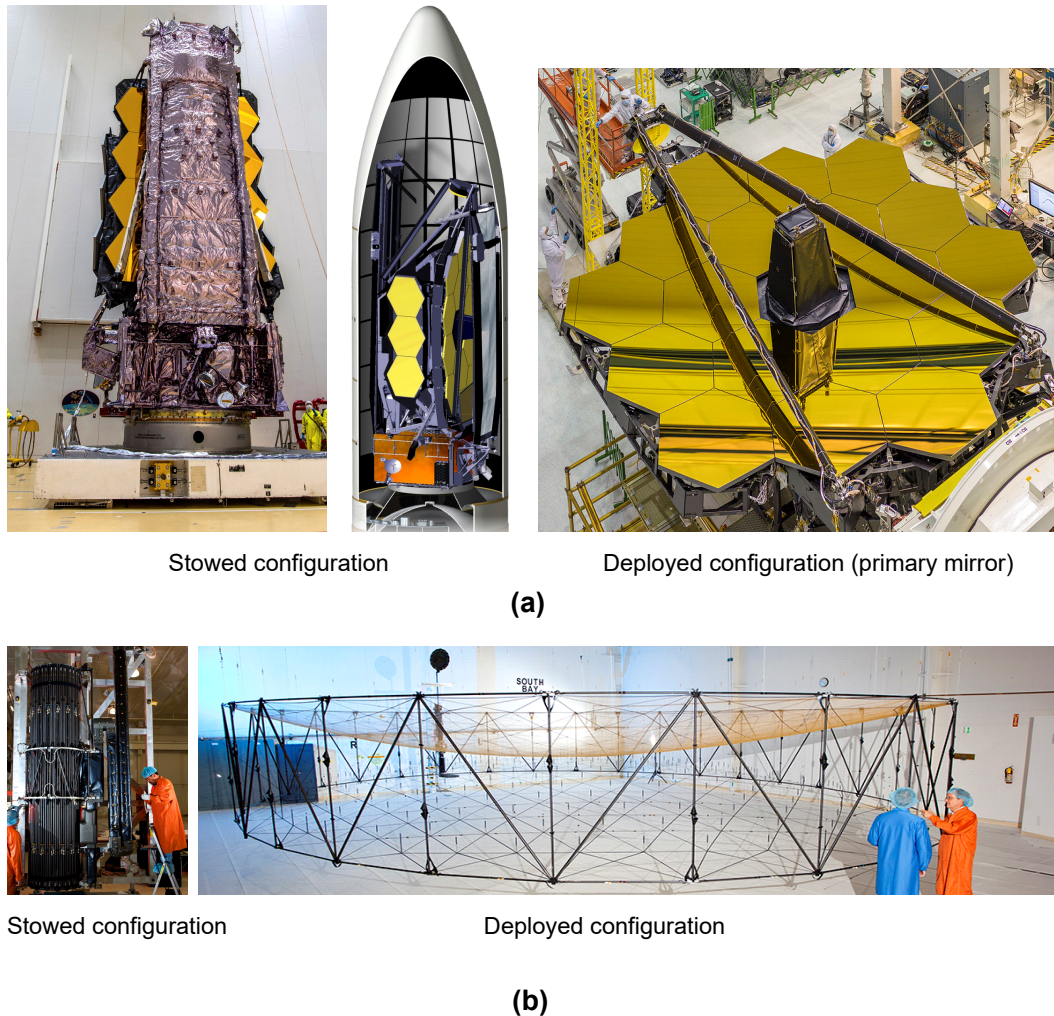 Stowed configuration
Deployed configuration (primary mirror)
(a)
SOUTH
BAY
R
Stowed configuration
Deployed configuration
(b)